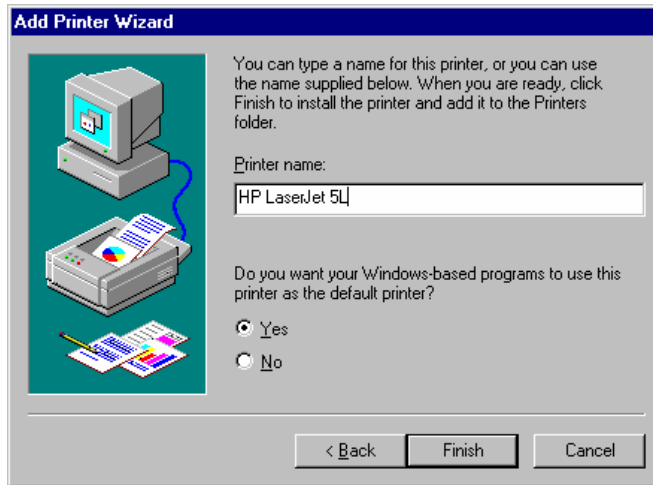 Add Printer Wizard
You can type a name for this printer, or you can use
the name supplied below. When you are ready, click
Finish to install the printer and add it to the Printers
folder.
Printer name:
HP LaserJet 5L
Do you want your Windows-based programs to use this
printer as the default printer?
Yes
No
< Back
Finish
Cancel